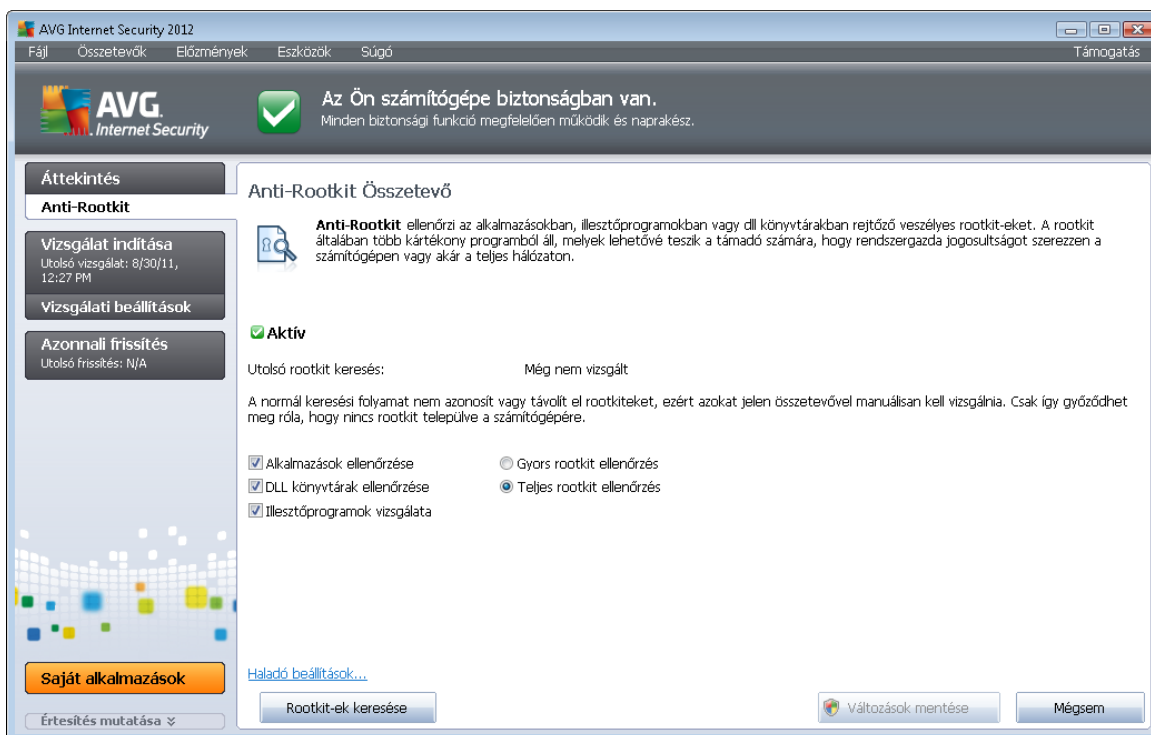 AVG Internet Security 2012
Fájl Összetevők Előzmények Eszközök Súgó Támogatás
AVG.
Internet Security
Az Ön számítógépe biztonságban van.
Minden biztonsági funkció megfelelően működik és naprakész.
Áttekintés
Anti-Rootkit
Vizsgálat indítása
Utolsó vizsgálat: 8/30/11,
12:27 PM
Vizsgálati beállítások
Azonnali frissítés
Utolsó frissítés: N/A
Saját alkalmazások
Értesítés mutatása
Anti-Rootkit Összetevő
Anti-Rootkit ellenőrzi az alkalmazásokban, illesztőprogramokban vagy dll könyvtárakban rejtőző veszélyes rootkit-eket. A rootkit
általában több kártékony programból áll, melyek lehetővé teszik a támadó számára, hogy rendszergazda jogosultságot szerezzen a
számítógépen vagy akár a teljes hálózaton.
Aktív
Utolsó rootkit keresés: Még nem vizsgált
A normál keresési folyamat nem azonosít vagy távolít el rootkiteket, ezért azokat jelen összetevővel manuálisan kell vizsgálnia. Csak így győződhet
meg róla, hogy nincs rootkit települve a számítógépére.
Alkalmazások ellenőrzése Gyors rootkit ellenőrzés
DLL könyvtárak ellenőrzése Teljes rootkit ellenőrzés
Illesztőprogramok vizsgálata
Haladó beállítások...
Rootkit-ek keresése Változások mentése Mégsem